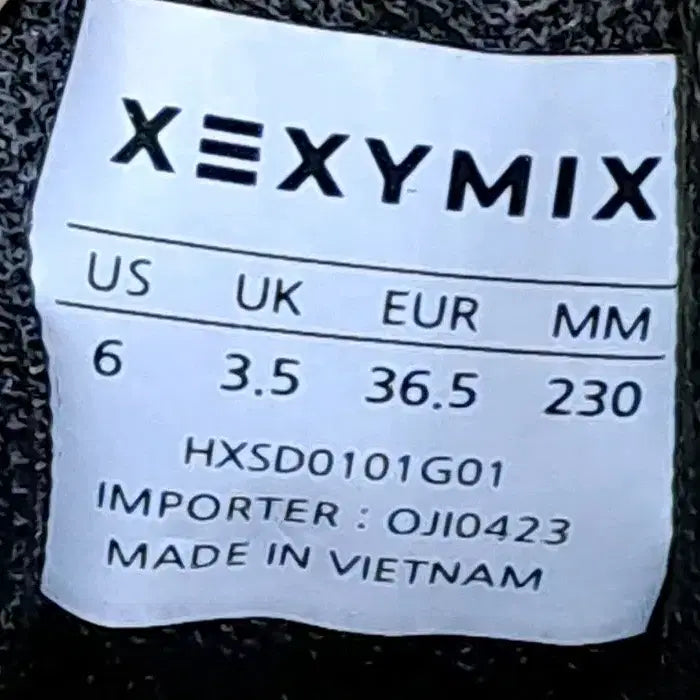 XEXYMIX
US UK EUR MM
6 3.5 36.5 230
HXSD0101G01
IMPORTER : OJI0423
MADE IN VIETNAM